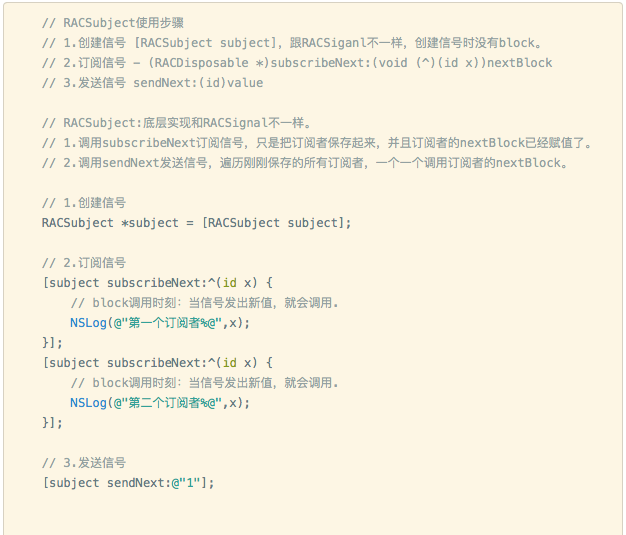 // RACSubject使用步骤
// 1.创建信号 [RACSubject subject]，跟RACSiganl不一样，创建信号时没有block。
// 2.订阅信号 - (RACDisposable *)subscribeNext:(void (^)(id x))nextBlock
// 3.发送信号 sendNext:(id)value
// RACSubject:底层实现和RACSignal不一样。
// 1.调用subscribeNext订阅信号，只是把订阅者保存起来，并且订阅者的nextBlock已经赋值了。
// 2.调用sendNext发送信号，遍历刚刚保存的所有订阅者，一个一个调用订阅者的nextBlock。
// 1.创建信号
RACSubject *subject = [RACSubject subject];
// 2.订阅信号
[subject subscribeNext:^(id x) {
// block调用时刻：当信号发出新值，就会调用.
NSLog(@"第一个订阅者%@",x);
}];
[subject subscribeNext:^(id x) {
// block调用时刻：当信号发出新值，就会调用.
NSLog(@"第二个订阅者%@",x);
}];
// 3.发送信号
[subject sendNext:@"1"];